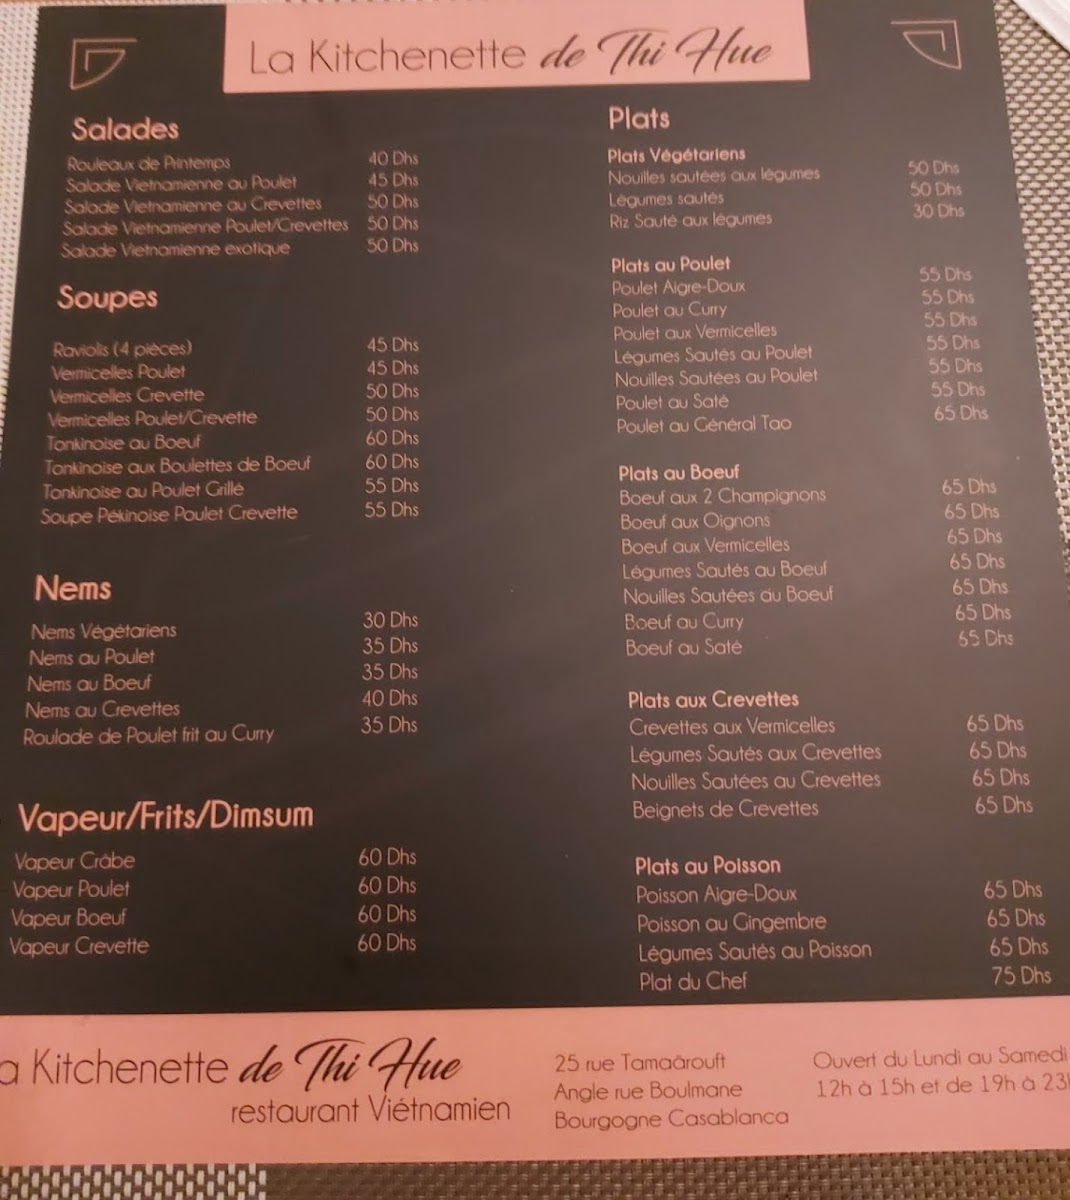 La Kitchenette de Thi Hue
Salades
Rouleaux de Printemps 40 Dhs
Salade Vietnamienne au Poulet 45 Dhs
Salade Vietnamienne au Crevettes 50 Dhs
Salade Vietnamienne Poulet/Crevettes 50 Dhs
Salade Vietnamienne exotique 50 Dhs
Soupes
Raviolis (4 pièces) 45 Dhs
Vermicelles Poulet 45 Dhs
Vermicelles Crevette 50 Dhs
Vermicelles Poulet/Crevette 50 Dhs
Tonkinoise au Boeuf 60 Dhs
Tonkinoise aux Boulettes de Boeuf 60 Dhs
Tonkinoise au Poulet Grillé 55 Dhs
Soupe Pékinoise Poulet Crevette 55 Dhs
Nems
Nems Végétariens 30 Dhs
Nems au Poulet 35 Dhs
Nems au Boeuf 35 Dhs
Nems au Crevettes 40 Dhs
Roulade de Poulet frit au Curry 35 Dhs
Vapeur/Frits/Dimsum
Vapeur Crâbe 60 Dhs
Vapeur Poulet 60 Dhs
Vapeur Boeuf 60 Dhs
Vapeur Crevette 60 Dhs
Plats
Plats Végétariens
Nouilles sautées aux légumes 50 Dhs
Légumes sautés 50 Dhs
Riz Sauté aux légumes 30 Dhs
Plats au Poulet
Poulet Aigre-Doux 55 Dhs
Poulet au Curry 55 Dhs
Poulet aux Vermicelles 55 Dhs
Légumes Sautés au Poulet 55 Dhs
Nouilles Sautées au Poulet 55 Dhs
Poulet au Saté 55 Dhs
Poulet au Général Tao 65 Dhs
Plats au Boeuf
Boeuf aux 2 Champignons 65 Dhs
Boeuf aux Oignons 65 Dhs
Boeuf aux Vermicelles 65 Dhs
Légumes Sautés au Boeuf 65 Dhs
Nouilles Sautées au Boeuf 65 Dhs
Boeuf au Curry 65 Dhs
Boeuf au Saté 65 Dhs
Plats aux Crevettes
Crevettes aux Vermicelles 65 Dhs
Légumes Sautés aux Crevettes 65 Dhs
Nouilles Sautées au Crevettes 65 Dhs
Beignets de Crevettes 65 Dhs
Plats au Poisson
Poisson Aigre-Doux 65 Dhs
Poisson au Gingembre 65 Dhs
Légumes Sautés au Poisson 65 Dhs
Plat du Chef 75 Dhs
a Kitchenette de Thi Hue
restaurant Viétnamien
25 rue Tamaârouft
Angle rue Boulmane
Bourgogne Casablanca
Ouvert du Lundi au Samedi
12h à 15h et de 19h à 23h